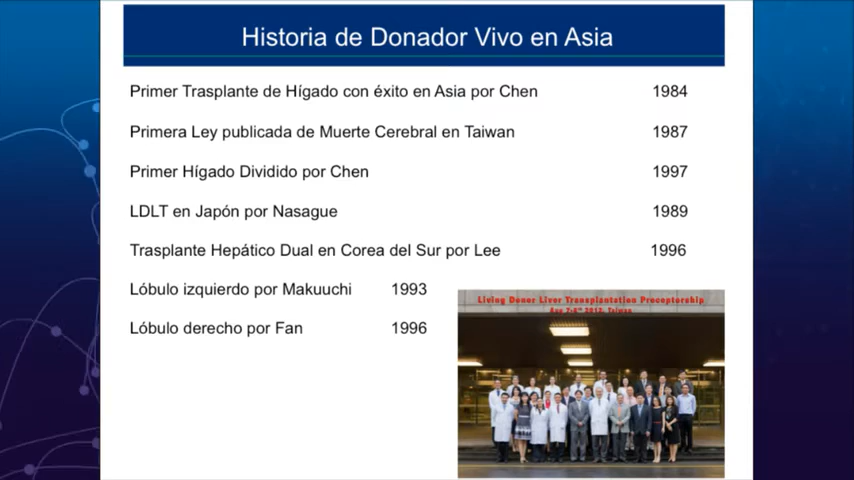 Historia de Donador Vivo en Asia
Primer Trasplante de Hígado con éxito en Asia por Chen 1984
Primera Ley publicada de Muerte Cerebral en Taiwan 1987
Primer Hígado Dividido por Chen 1997
LDLT en Japón por Nasague 1989
Trasplante Hepático Dual en Corea del Sur por Lee 1996
Lóbulo izquierdo por Makuuchi 1993
Lóbulo derecho por Fan 1996
Living Donor Liver Transplantation Preceptorship
2012, Taiwan